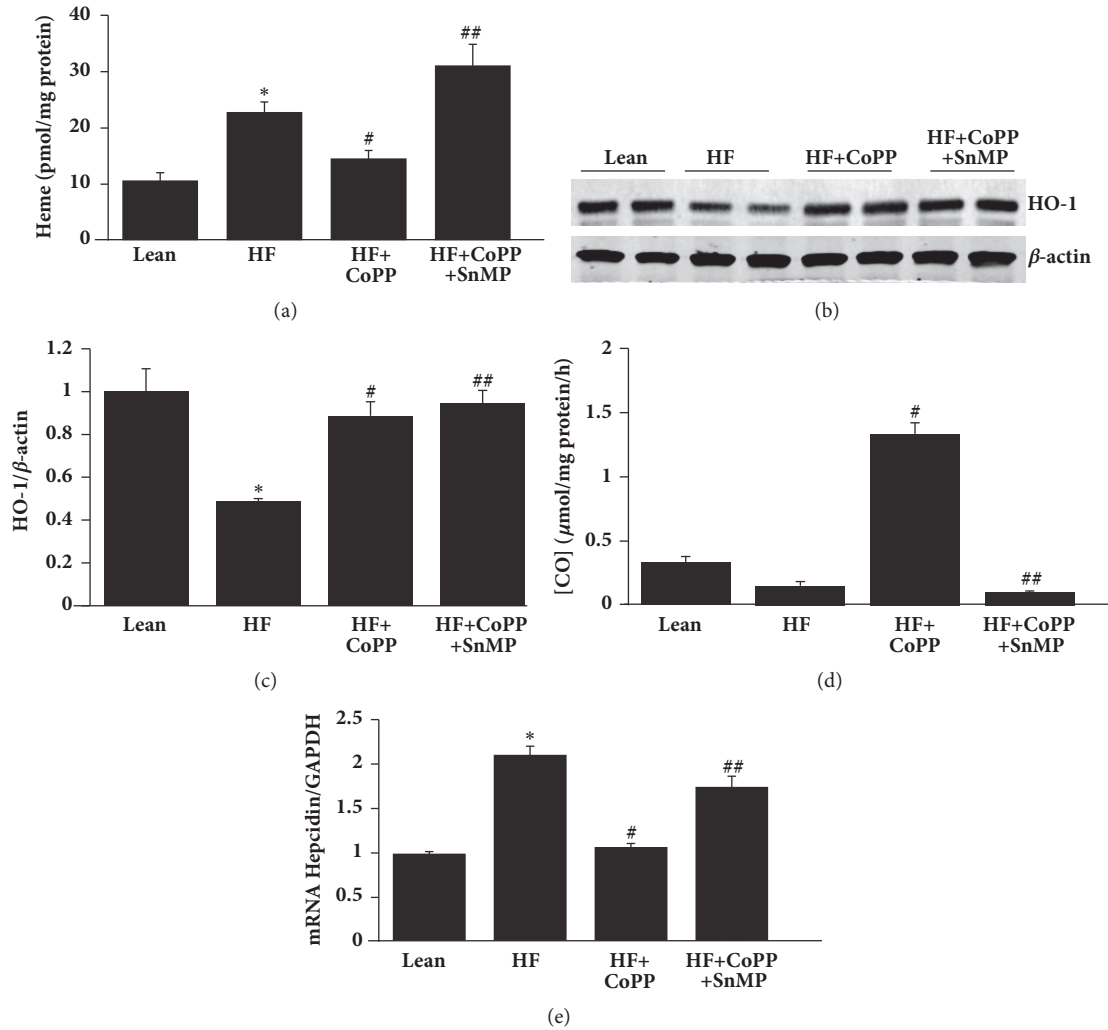 Heme (pmol/mg protein)
40
30
20
10
0
*
#
##
Lean
HF
HF+
CoPP
HF+CoPP
+SnMP
(a)
Lean
HF
HF+CoPP
HF+CoPP
+SnMP
HO-1
β-actin
(b)
HO-1/β-actin
1.2
1
0.8
0.6
0.4
0.2
0
*
#
##
Lean
HF
HF+
CoPP
HF+CoPP
+SnMP
(c)
[CO] (μmol/mg protein/h)
2
1.5
1
0.5
0
#
##
Lean
HF
HF+
CoPP
HF+CoPP
+SnMP
(d)
mRNA Hepcidin/GAPDH
2.5
2
1.5
1
0.5
0
*
#
##
Lean
HF
HF+
CoPP
HF+CoPP
+SnMP
(e)